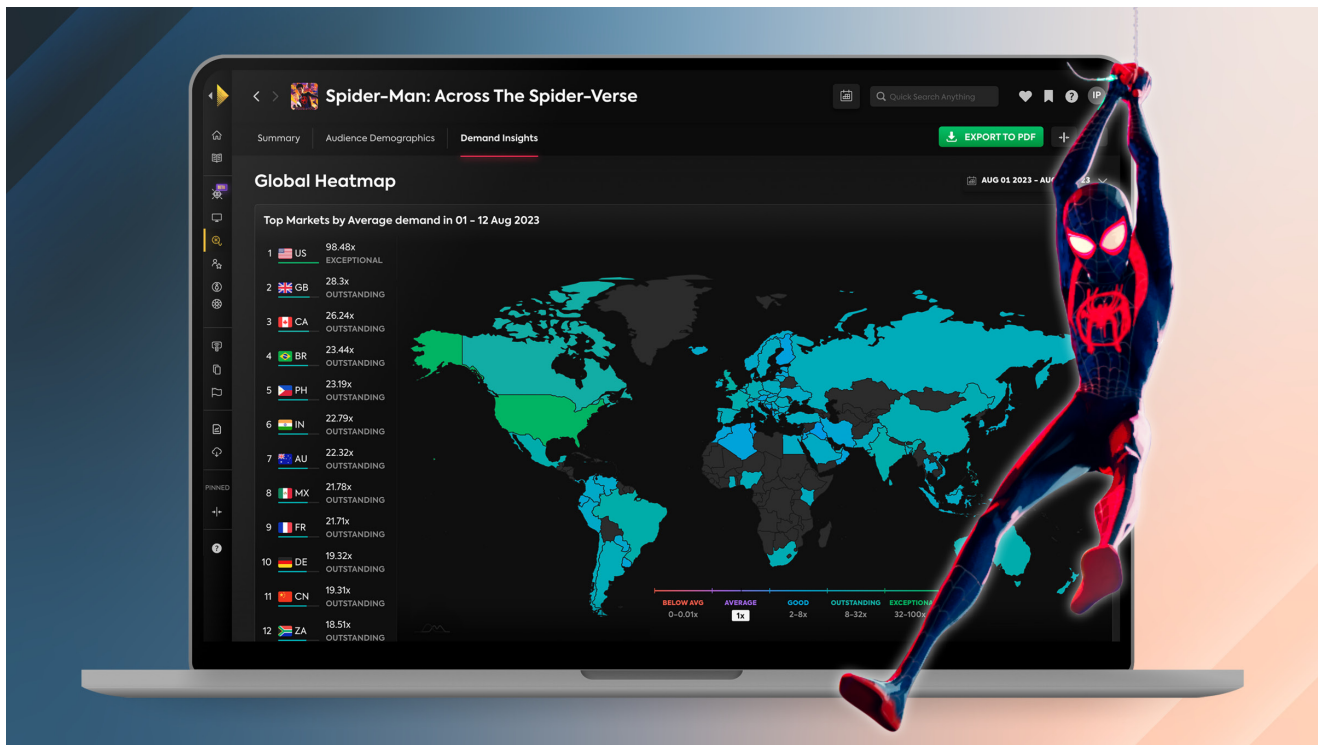 Spider-Man: Across The Spider-Verse
Quick Search Anything
IP
Summary
Audience Demographics
Demand Insights
EXPORT TO PDF
Global Heatmap
AUG 01 2023 – AU
23
Top Markets by Average demand in 01 – 12 Aug 2023
1 US 98.48x
EXCEPTIONAL
2 GB 28.3x
OUTSTANDING
3 CA 26.24x
OUTSTANDING
4 BR 23.44x
OUTSTANDING
5 PH 23.19x
OUTSTANDING
6 IN 22.79x
OUTSTANDING
7 AU 22.32x
OUTSTANDING
8 MX 21.78x
OUTSTANDING
9 FR 21.71x
OUTSTANDING
10 DE 19.32x
OUTSTANDING
11 CN 19.31x
OUTSTANDING
12 ZA 18.51x
OUTSTANDING
PINNED
BELOW AVG AVERAGE GOOD OUTSTANDING EXCEPTIONA
0–0.01x 1x 2–8x 8–32x 32–100x